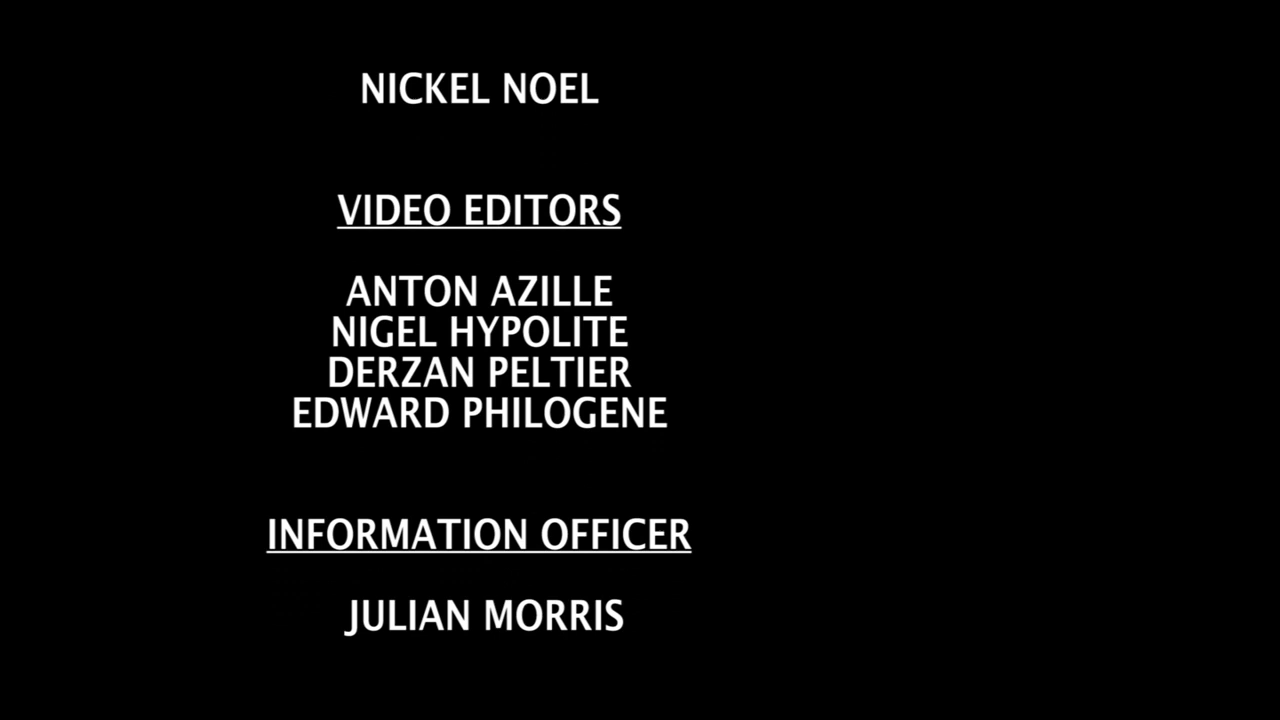 NICKEL NOEL
VIDEO EDITORS
ANTON AZILLE
NIGEL HYPOLITE
DERZAN PELTIER
EDWARD PHILOGENE
INFORMATION OFFICER
JULIAN MORRIS